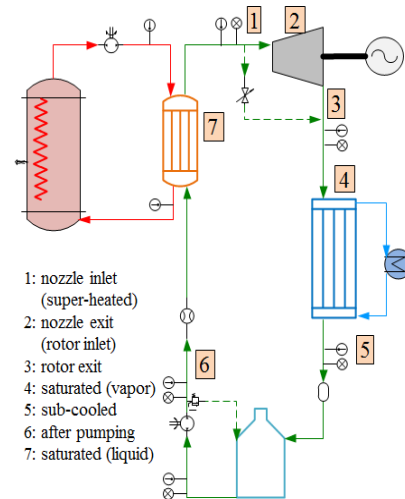 1
2
3
7
4
1: nozzle inlet
(super-heated)
2: nozzle exit
(rotor inlet)
3: rotor exit
4: saturated (vapor)
5: sub-cooled
6: after pumping
7: saturated (liquid)
5
6